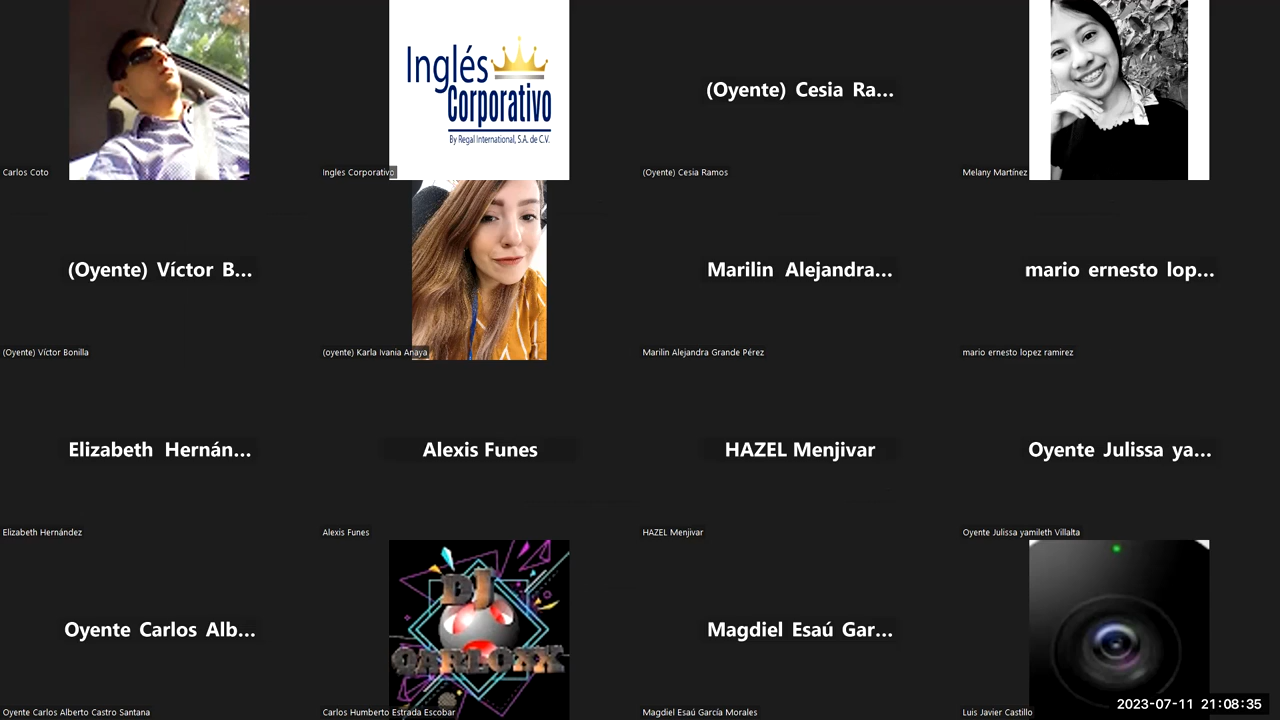 Carlos Coto
Inglés
Corporativo
By Regal International, S.A. de C.V.
Ingles Corporativo
(Oyente) Cesia Ra...
(Oyente) Cesia Ramos
Melany Martínez
(Oyente) Víctor B...
(Oyente) Víctor Bonilla
(oyente) Karla Ivania Anaya
Marilin Alejandra...
Marilin Alejandra Grande Pérez
mario ernesto lop...
mario ernesto lopez ramirez
Elizabeth Hernán...
Elizabeth Hernández
Alexis Funes
Alexis Funes
HAZEL Menjivar
HAZEL Menjivar
Oyente Julissa ya...
Oyente Julissa yamileth Villalta
Oyente Carlos Alb...
Oyente Carlos Alberto Castro Santana
DJ
CARLOXX
Carlos Humberto Estrada Escobar
Magdiel Esaú Gar...
Magdiel Esaú García Morales
Luis Javier Castillo
2023-07-11 21:08:35